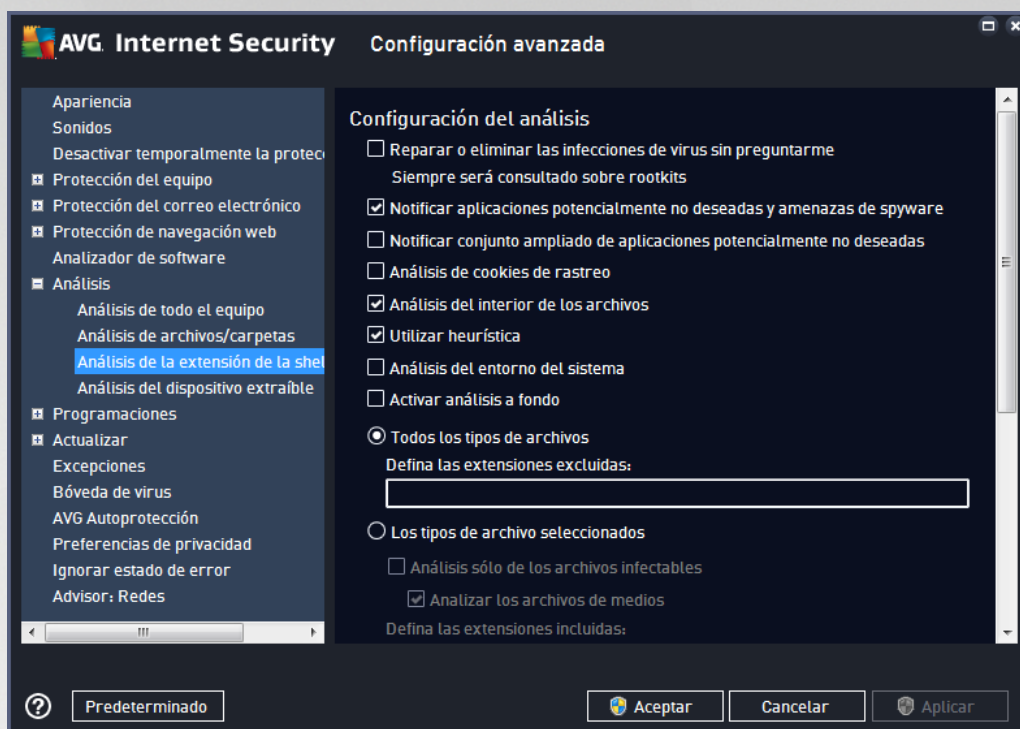 AVG. Internet Security
Configuración avanzada
Apariencia
Sonidos
Desactivar temporalmente la protec
Protección del equipo
Protección del correo electrónico
Protección de navegación web
Analizador de software
Análisis
Análisis de todo el equipo
Análisis de archivos/carpetas
Análisis de la extensión de la shel
Análisis del dispositivo extraíble
Programaciones
Actualizar
Excepciones
Bóveda de virus
AVG Autoprotección
Preferencias de privacidad
Ignorar estado de error
Advisor: Redes
Configuración del análisis
Reparar o eliminar las infecciones de virus sin preguntarme
Siempre será consultado sobre rootkits
Notificar aplicaciones potencialmente no deseadas y amenazas de spyware
Notificar conjunto ampliado de aplicaciones potencialmente no deseadas
Análisis de cookies de rastreo
Análisis del interior de los archivos
Utilizar heurística
Análisis del entorno del sistema
Activar análisis a fondo
Todos los tipos de archivos
Defina las extensiones excluidas:
Los tipos de archivo seleccionados
Análisis sólo de los archivos infectables
Analizar los archivos de medios
Defina las extensiones incluidas:
?
Predeterminado
Aceptar
Cancelar
Aplicar